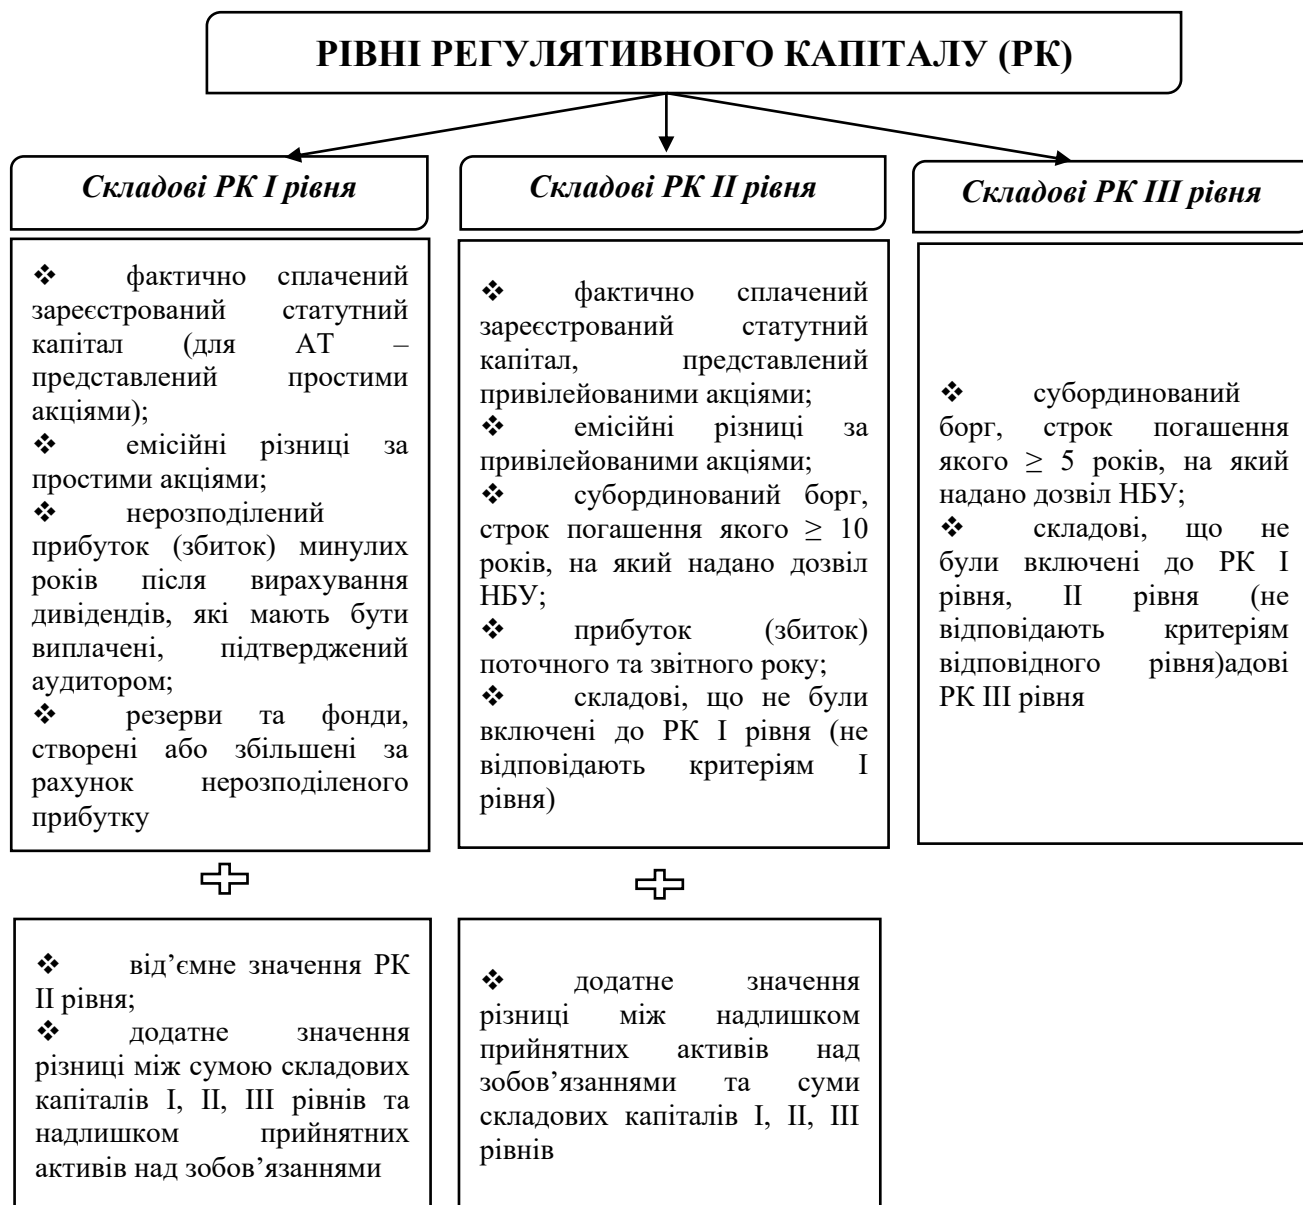 РІВНІ РЕГУЛЯТИВНОГО КАПІТАЛУ (РК)
Складові РК І рівня
❖ фактично сплачений
зареєстрований статутний
капітал (для АТ –
представлений простими
акціями);
❖ емісійні різниці за
простими акціями;
❖ нерозподілений
прибуток (збиток) минулих
років після вирахування
дивідендів, які мають бути
виплачені, підтверджений
аудитором;
❖ резерви та фонди,
створені або збільшені за
рахунок нерозподіленого
прибутку
❖ від’ємне значення РК
ІІ рівня;
❖ додатне значення
різниці між сумою складових
капіталів І, ІІ, ІІІ рівнів та
надлишком прийнятних
активів над зобов’язаннями
Складові РК ІІ рівня
❖ фактично сплачений
зареєстрований статутний
капітал, представлений
привілейованими акціями;
❖ емісійні різниці за
привілейованими акціями;
❖ субординований борг,
строк погашення якого ≥ 10
років, на який надано дозвіл
НБУ;
❖ прибуток (збиток)
поточного та звітного року;
❖ складові, що не були
включені до РК І рівня (не
відповідають критеріям І
рівня)
❖ додатне значення
різниці між надлишком
прийнятних активів над
зобов’язаннями та суми
складових капіталів І, ІІ, ІІІ
рівнів
Складові РК ІІІ рівня
❖ субординований
борг, строк погашення
якого ≥ 5 років, на який
надано дозвіл НБУ;
❖ складові, що не
були включені до РК І
рівня, ІІ рівня (не
відповідають критеріям
відповідного рівня)адові
РК ІІІ рівня